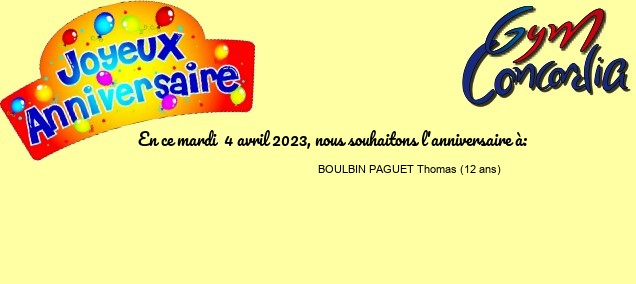 Joyeux
Anniversaire
Gym
Concordia
En ce mardi 4 avril 2023, nous souhaitons l'anniversaire à:
BOULBIN PAGUET Thomas (12 ans)